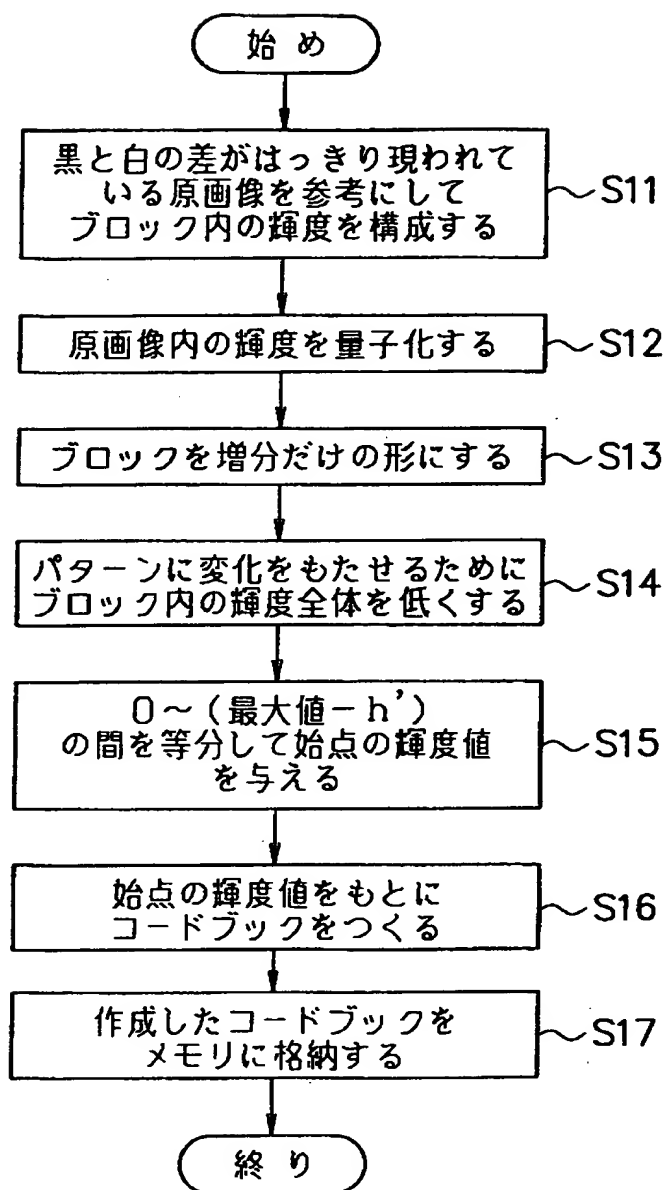 始め
黒と白の差がはっきり現われて
いる原画像を参考にして
ブロック内の輝度を構成する
S11
原画像内の輝度を量子化する
S12
ブロックを増分だけの形にする
S13
パターンに変化をもたせるために
ブロック内の輝度全体を低くする
S14
0~(最大値-h')
の間を等分して始点の輝度値
を与える
S15
始点の輝度値をもとに
コードブックをつくる
S16
作成したコードブックを
メモリに格納する
S17
終り